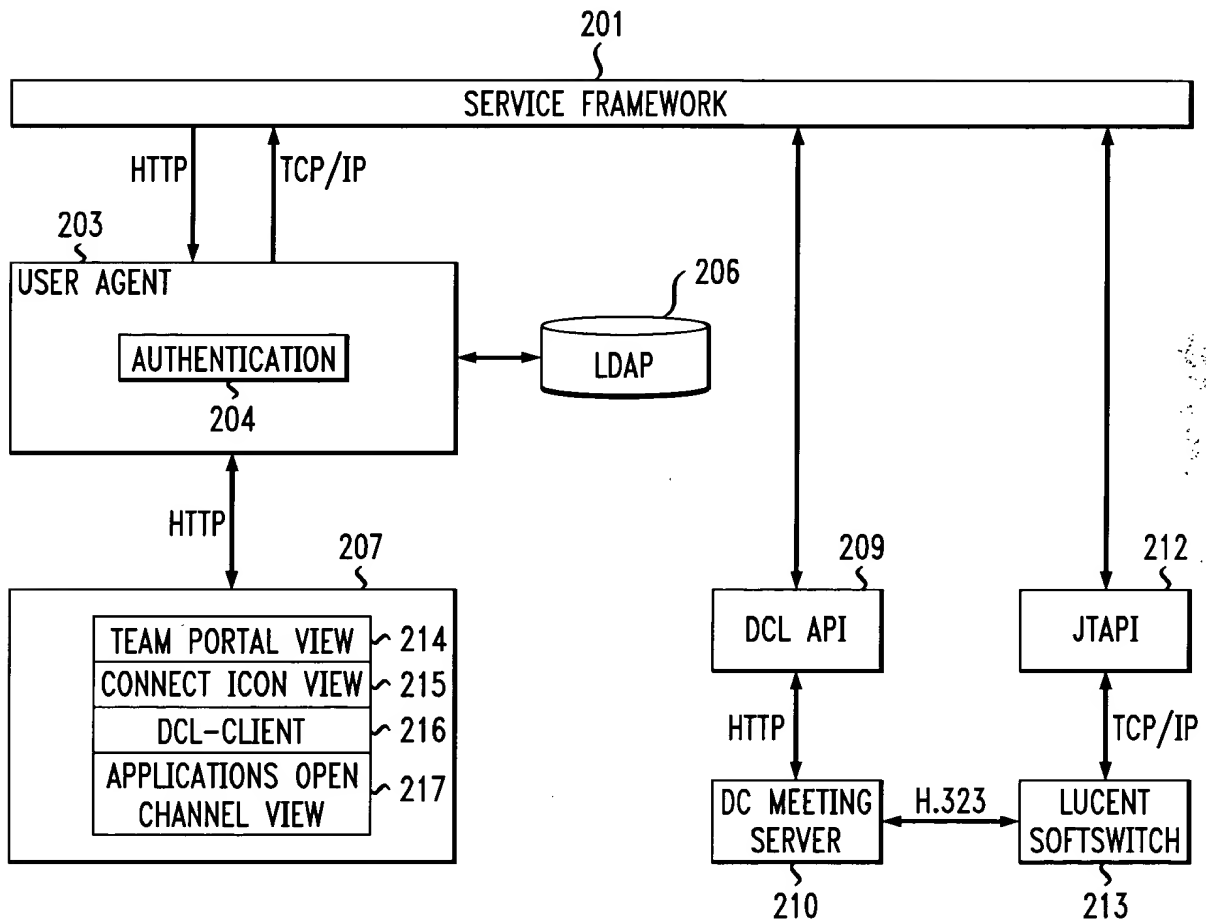 201
SERVICE FRAMEWORK
HTTP
TCP/IP
203
USER AGENT
AUTHENTICATION
204
206
LDAP
HTTP
207
TEAM PORTAL VIEW
214
CONNECT ICON VIEW
215
DCL-CLIENT
216
APPLICATIONS OPEN
CHANNEL VIEW
217
209
DCL API
212
JTAPI
HTTP
TCP/IP
DC MEETING
SERVER
210
H.323
LUCENT
SOFTSWITCH
213